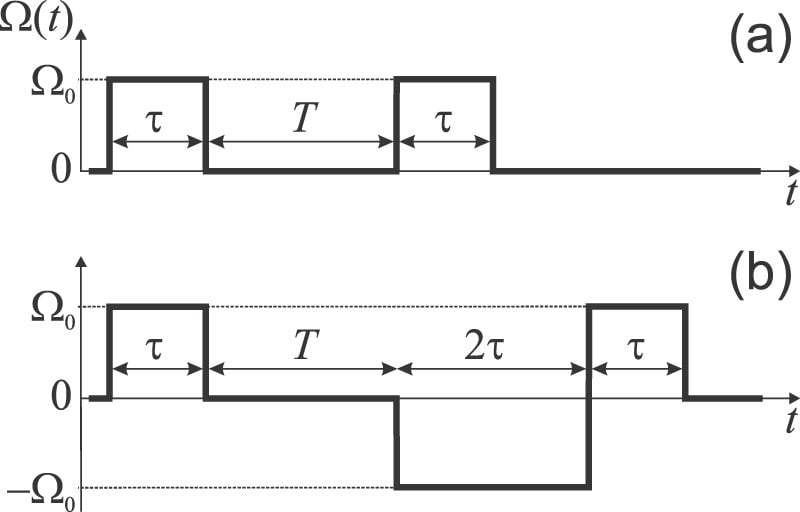 Ω(t) (a)
Ω₀
τ T τ
0
t
(b)
Ω₀
τ T 2τ τ
0
t
−Ω₀